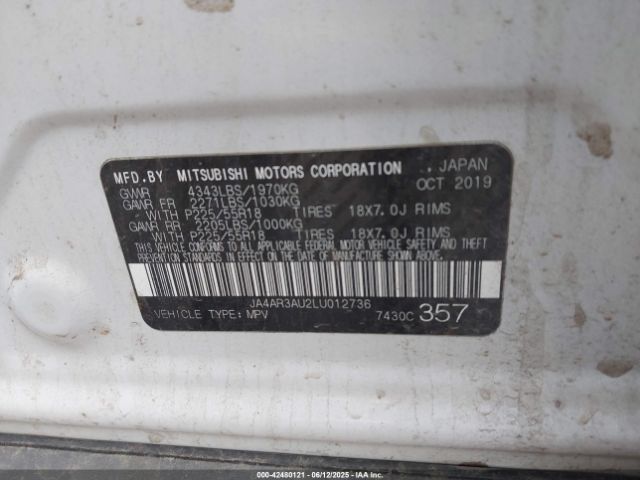 MFD.BY MITSUBISHI MOTORS CORPORATION , JAPAN
GVWR 4343LBS/1970KG OCT 2019
GAWR FR 2271LBS/1030KG
WITH P225/55R18 TIRES 18X7.0J RIMS
GAWR RR 2205LBS/1000KG
WITH P225/55R18 TIRES 18X7.0J RIMS
THIS VEHICLE CONFORMS TO ALL APPLICABLE FEDERAL MOTOR VEHICLE SAFETY AND THEFT
PREVENTION STANDARDS IN EFFECT ON THE DATE OF MANUFACTURE SHOWN ABOVE.
JA4AR3AU2LU012736
VEHICLE TYPE: MPV 7430C 357
000-42480121 - 06/12/2025 - IAAI.COM